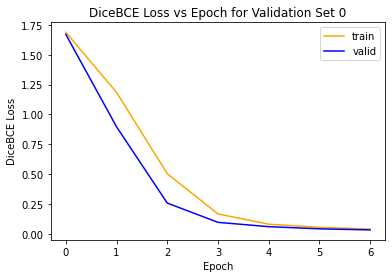 DiceBCE Loss vs Epoch for Validation Set 0
1.75
1.50
1.25
1.00
0.75
0.50
0.25
0.00
DiceBCE Loss
train
valid
0 1 2 3 4 5 6
Epoch